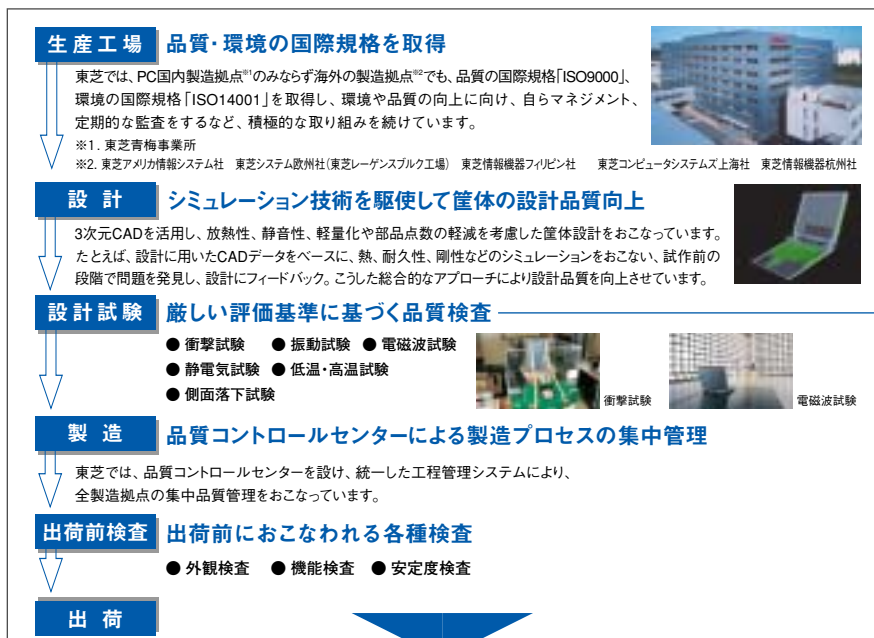 生産工場 品質・環境の国際規格を取得
東芝では、PC国内製造拠点※1のみならず海外の製造拠点※2でも、品質の国際規格「ISO9000」、
環境の国際規格「ISO14001」を取得し、環境や品質の向上に向け、自らマネジメント、
定期的な監査をするなど、積極的な取り組みを続けています。
※1. 東芝青梅事業所
※2. 東芝アメリカ情報システム社 東芝システム欧州社(東芝レーゲンスブルク工場) 東芝情報機器フィリピン社 東芝コンピュータシステムズ上海社 東芝情報機器杭州社
設計 シミュレーション技術を駆使して筐体の設計品質向上
3次元CADを活用し、放熱性、静音性、軽量化や部品点数の軽減を考慮した筐体設計をおこなっています。
たとえば、設計に用いたCADデータをベースに、熱、耐久性、剛性などのシミュレーションをおこない、試作前の
段階で問題を発見し、設計にフィードバック。こうした総合的なアプローチにより設計品質を向上させています。
設計試験 厳しい評価基準に基づく品質検査
● 衝撃試験 ● 振動試験 ● 電磁波試験
● 静電気試験 ● 低温・高温試験
● 側面落下試験
衝撃試験
電磁波試験
製造 品質コントロールセンターによる製造プロセスの集中管理
東芝では、品質コントロールセンターを設け、統一した工程管理システムにより、
全製造拠点の集中品質管理をおこなっています。
出荷前検査 出荷前におこなわれる各種検査
● 外観検査 ● 機能検査 ● 安定度検査
出荷